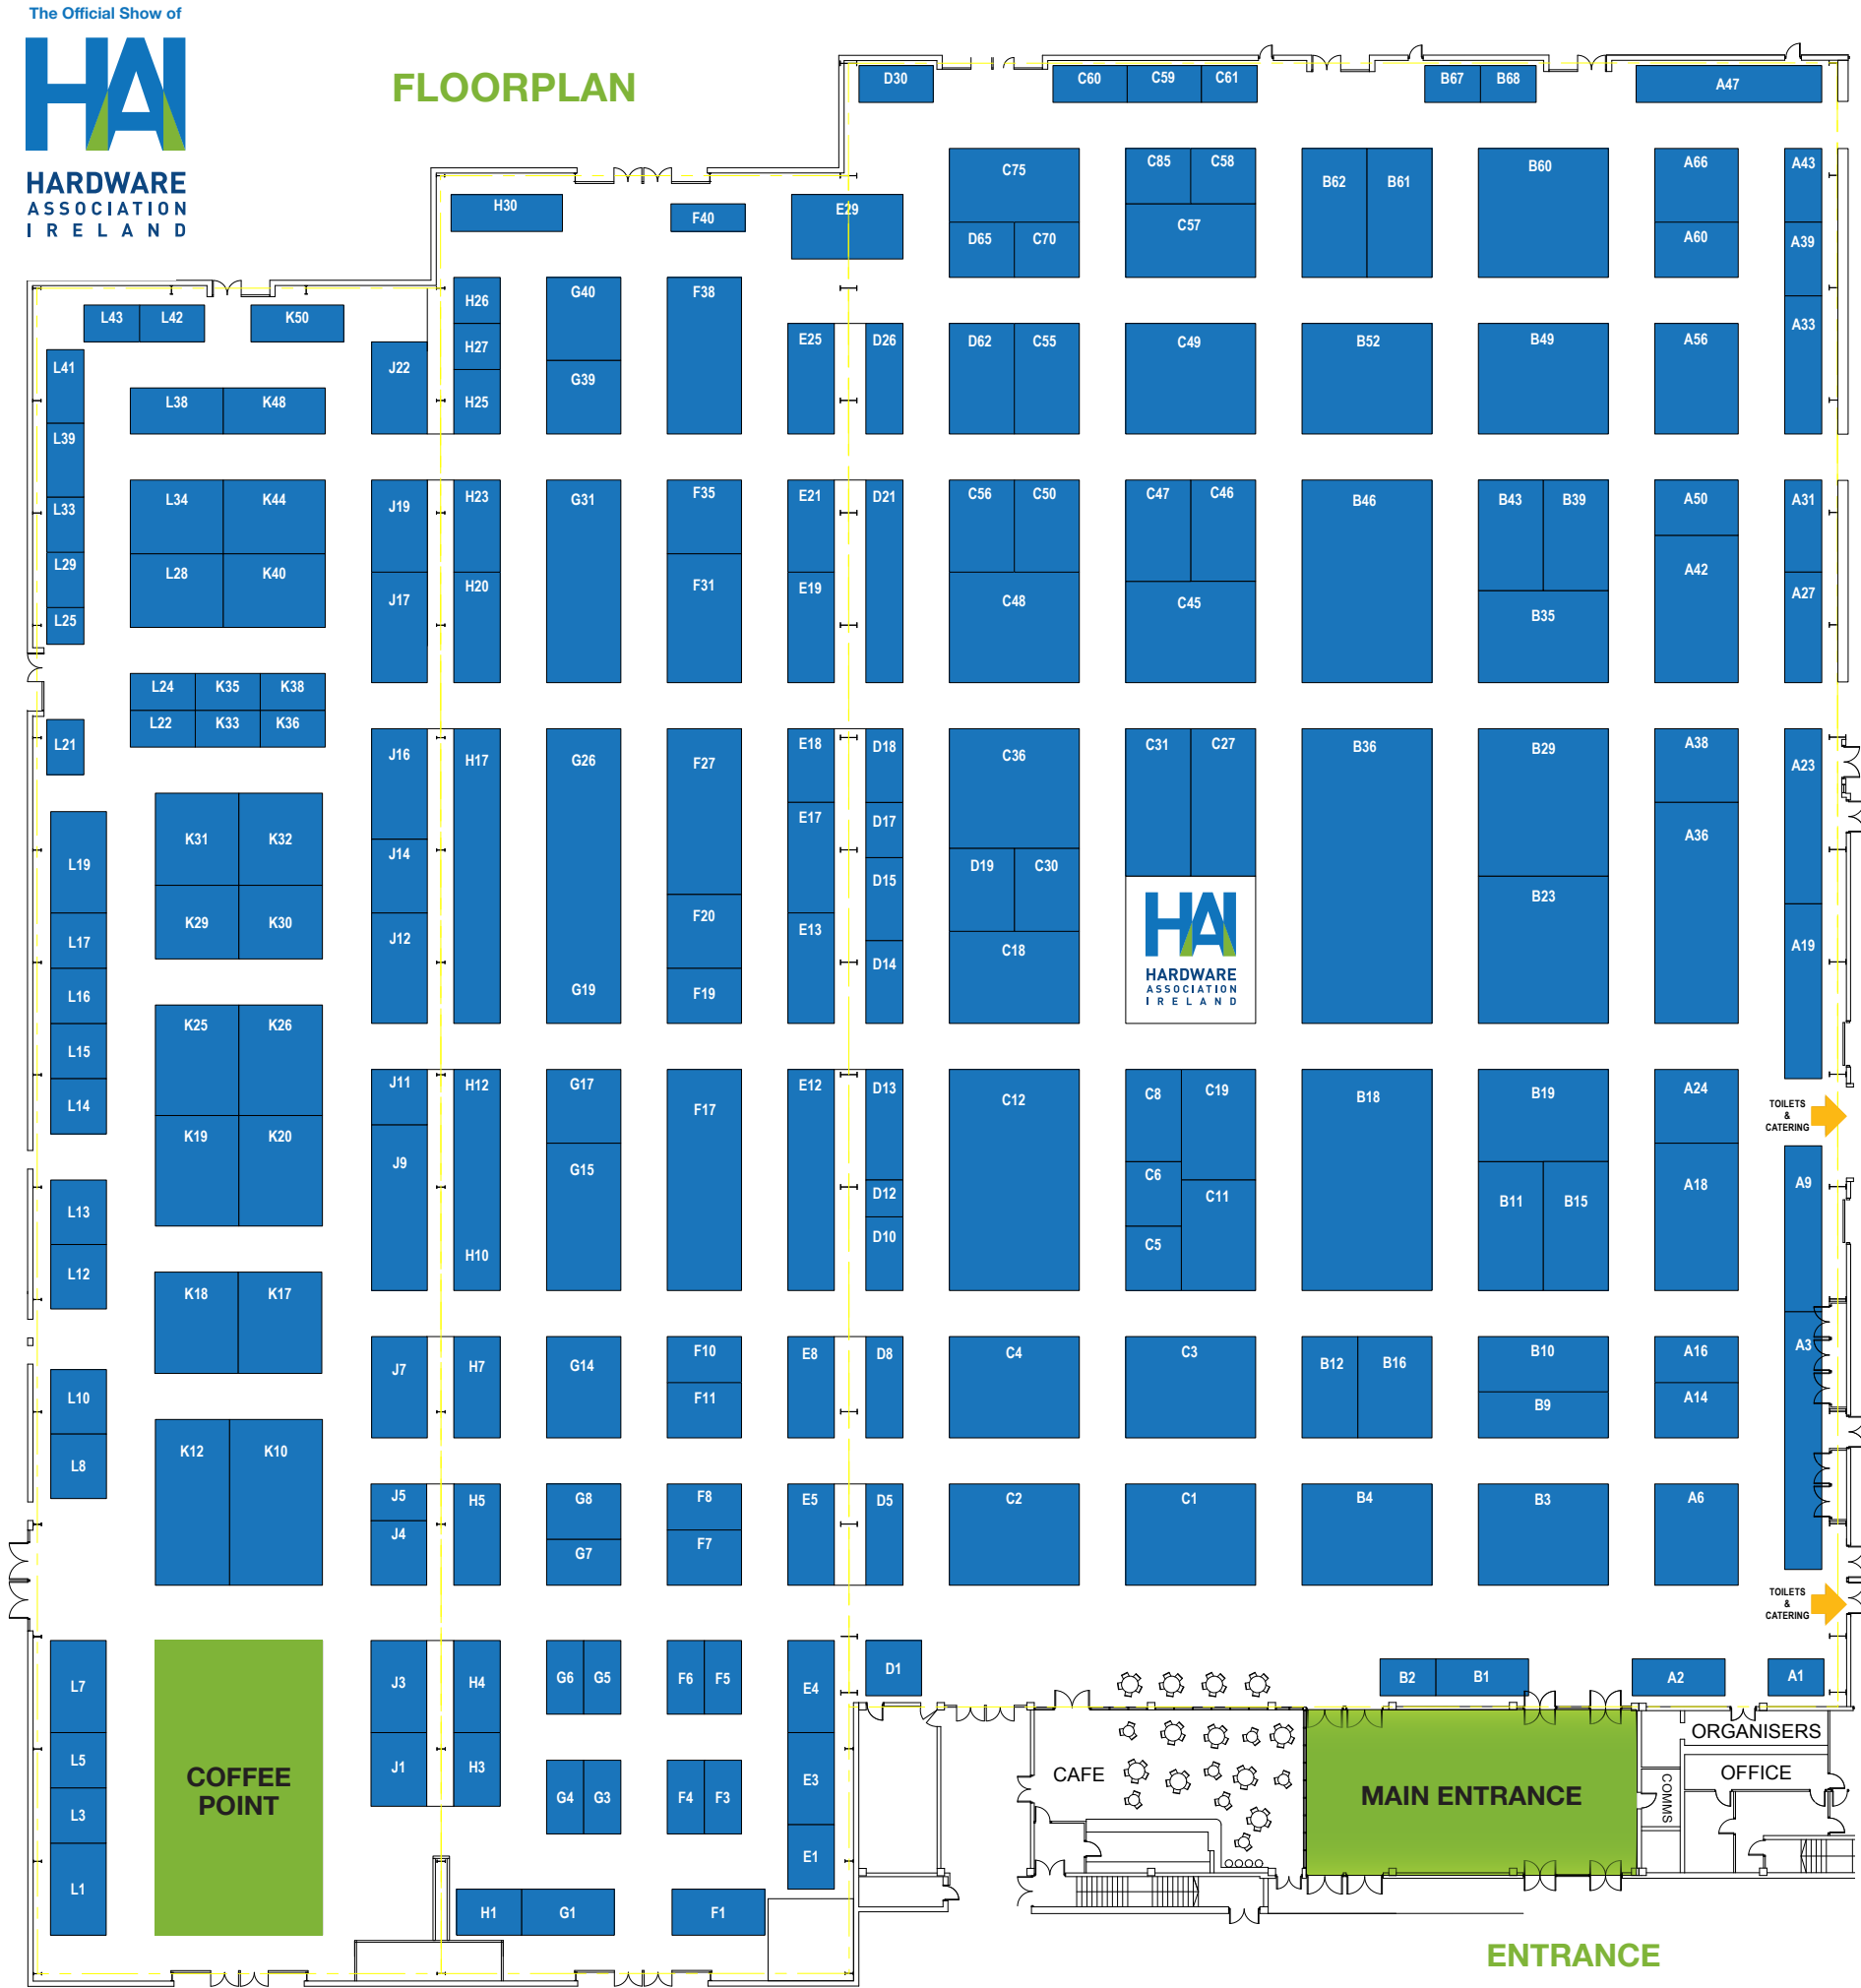 The Official Show of
HAI
HARDWARE
ASSOCIATION
IRELAND
FLOORPLAN
D30
C60 C59 C61
B67 B68
A47
C75
C85 C58
B62 B61
B60
A66
A43
H30
F40
E29
C57
D65 C70
A60
A39
H26
G40
F38
L43 L42
K50
H27
E25
D26
D62 C55
C49
B52
B49
A56
A33
L41
J22
G39
L38 K48
H25
L39
L34 K44
J19
H23
G31
F35
E21
D21
C56 C50
C47 C46
B46
B43 B39
A50
A31
L33
L29
L28 K40
J17
H20
F31
E19
C48
C45
B35
A42
A27
L25
L24 K35 K38
L22 K33 K36
L21
J16
H17
G26
F27
E18
D18
C36
C31 C27
B36
B29
A38
A23
K31 K32
E17
D17
A36
L19
J14
D15
D19 C30
K29 K30
F20
B23
L17
J12
E13
D14
C18
A19
HAI
HARDWARE
ASSOCIATION
IRELAND
L16
G19
F19
K25 K26
L15
J11
H12
G17
F17
E12
D13
C12
C8
C19
B18
B19
A24
L14
TOILETS
&
CATERING
K19 K20
J9
G15
C6
B11 B15
A18
A9
L13
D12
C11
D10
L12
H10
C5
K18 K17
J7
H7
G14
F10
E8
D8
C4
C3
B12 B16
B10
A16
A3
L10
F11
B9
A14
K12 K10
L8
J5
H5
G8
F8
E5
D5
C2
C1
B4
B3
A6
J4
G7
F7
TOILETS
&
CATERING
L7
J3
H4
G6 G5
F6 F5
E4
D1
B2 B1
A2
A1
L5
J1
H3
E3
ORGANISERS
OFFICE
COMMS
CAFE
MAIN ENTRANCE
COFFEE
POINT
L3
G4 G3
F4 F3
E1
L1
H1 G1
F1
ENTRANCE